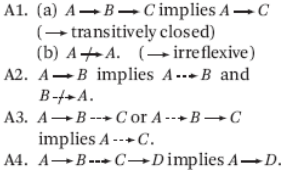 A1. (a) A ⟶ B ⟶ C implies A ⟶ C
(⟶ transitively closed)
(b) A ⟶̸ A. (⟶ irreflexive)
A2. A ⟶ B implies A ⇢ B and
B ⇢̸ A.
A3. A ⟶ B ⇢ C or A ⇢ B ⟶ C
implies A ⇢ C.
A4. A ⟶ B ⇢ C ⟶ D implies A ⟶ D.